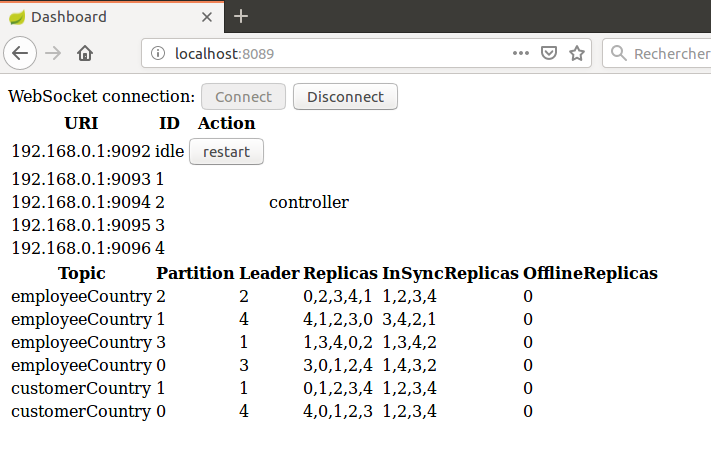 Dashboard
localhost:8089 Rechercher
WebSocket connection: Connect Disconnect
URI ID Action
192.168.0.1:9092 idle restart
192.168.0.1:9093 1
192.168.0.1:9094 2 controller
192.168.0.1:9095 3
192.168.0.1:9096 4
Topic Partition Leader Replicas InSyncReplicas OfflineReplicas
employeeCountry 2 2 0,2,3,4,1 1,2,3,4 0
employeeCountry 1 4 4,1,2,3,0 3,4,2,1 0
employeeCountry 3 1 1,3,4,0,2 1,3,4,2 0
employeeCountry 0 3 3,0,1,2,4 1,4,3,2 0
customerCountry 1 1 0,1,2,3,4 1,2,3,4 0
customerCountry 0 4 4,0,1,2,3 1,2,3,4 0